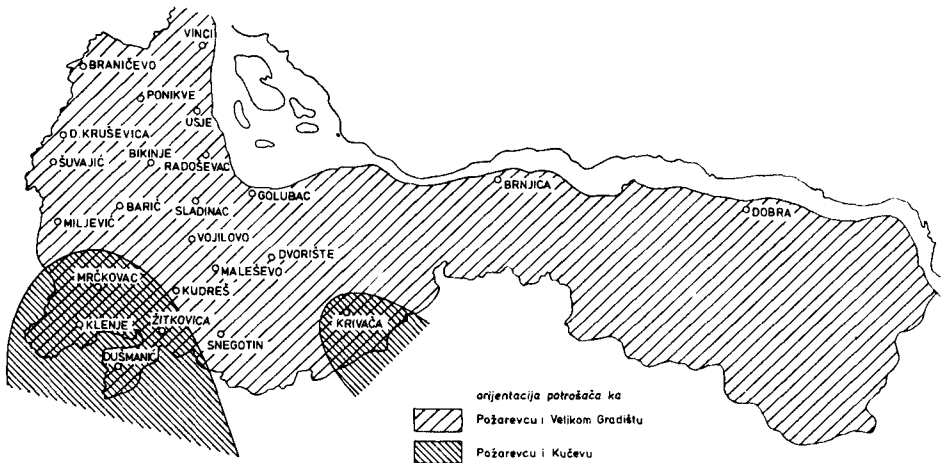 VINCI
BRANIČEVO
PONIKVE
USJE
D. KRUŠEVICA
BIKINJE
ŠUVAJIĆ
RADOŠEVAC
GOLUBAC
BRNJICA
BARIĆ
SLADINAC
DOBRA
MILJEVIĆ
VOJILOVO
DVORIŠTE
MALEŠEVO
MRČKOVAC
KUDREŠ
KLENJE
ŽITKOVICA
KRIVAČA
SNEGOTIN
DUŠMANIĆ
orijentacija potrošača ka
Požarevcu i Velikom Gradištu
Požarevcu i Kučevu